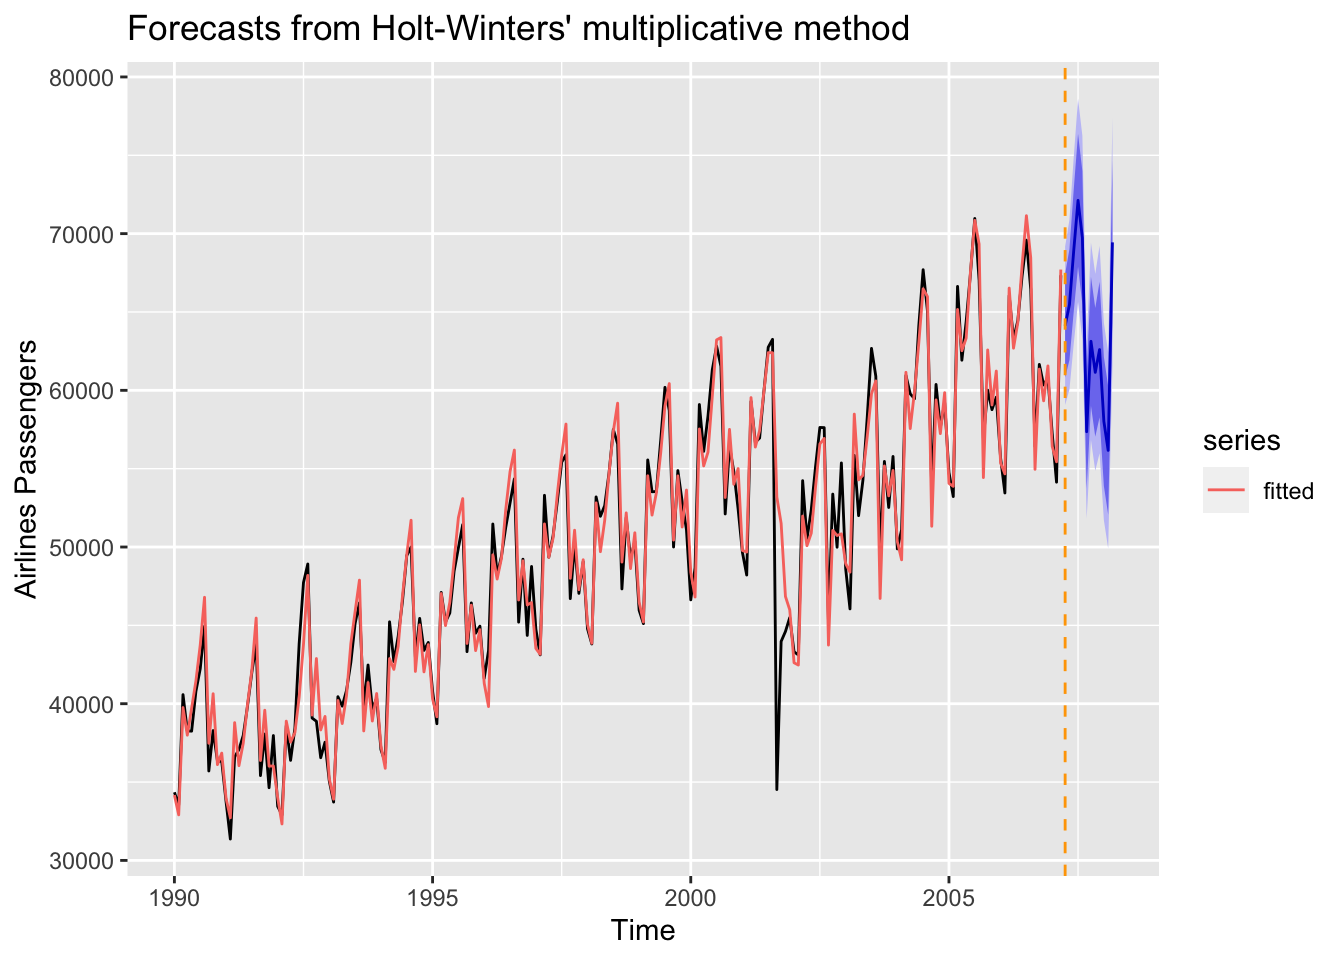 Forecasts from Holt-Winters' multiplicative method
80000
70000
60000
50000
40000
30000
Airlines Passengers
1990
1995
2000
2005
Time
series
fitted